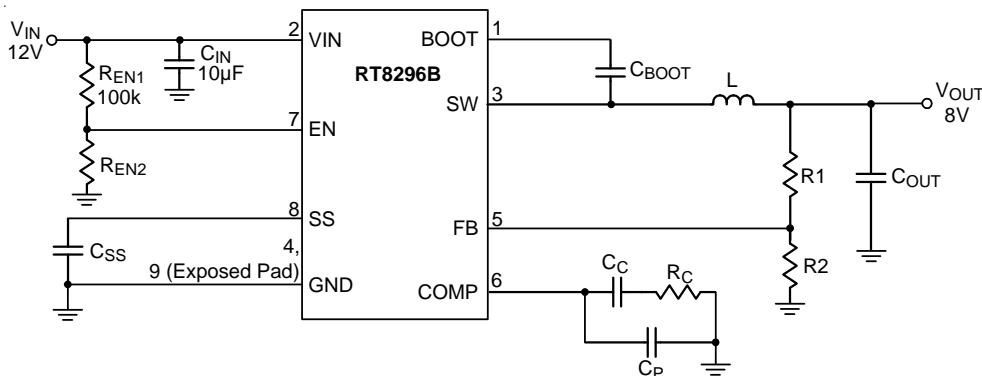 VIN
12V
REN1
100k
REN2
CIN
10µF
2
VIN
7
EN
8
SS
CSS
4,
9 (Exposed Pad)
GND
RT8296B
BOOT
1
CBOOT
SW
3
L
VOUT
8V
R1
COUT
FB
5
R2
COMP
6
CC
RC
CP